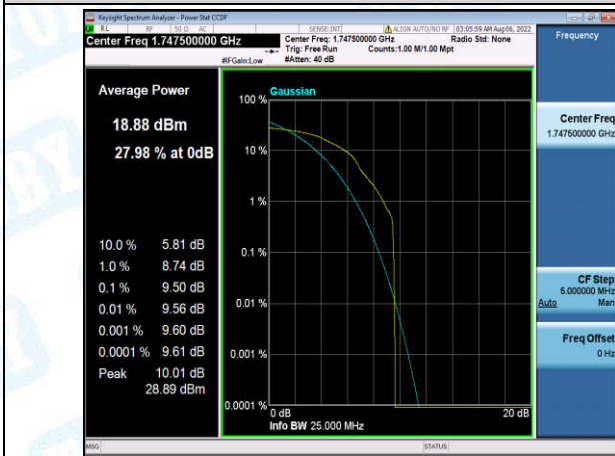 Keysight Spectrum Analyzer - Power Stat CCDF
RL RF 50 Ω AC SENSE:INT ALIGN AUTO/NO RF 03:05:59 AM Aug 06, 2022
Center Freq 1.747500000 GHz
Center Freq: 1.747500000 GHz Radio Std: None
Trig: Free Run Counts:1.00 M/1.00 Mpt
#IFGain:Low #Atten: 40 dB
Frequency
Average Power
18.88 dBm
27.98 % at 0dB
10.0 % 5.81 dB
1.0 % 8.74 dB
0.1 % 9.50 dB
0.01 % 9.56 dB
0.001 % 9.60 dB
0.0001 % 9.61 dB
Peak 10.01 dB
28.89 dBm
Gaussian
100 %
10 %
1 %
0.1 %
0.01 %
0.001 %
0.0001 %
0 dB 20 dB
Info BW 25.000 MHz
Center Freq
1.747500000 GHz
CF Step
5.000000 MHz
Auto Man
Freq Offset
0 Hz
MSG STATUS